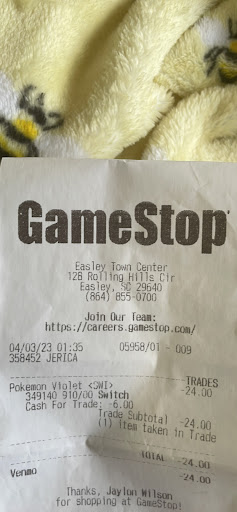 GameStop
Easley Town Center
126 Rolling Hills Cir
Easley, SC 29640
(864) 855-0700
Join Our Team:
https://careers.gamestop.com/
04/03/23 01:35 05958/01 - 009
358452 JERICA
TRADES
Pokemon Violet <SWI> -24.00
349140 910/00 Switch
Cash For Trade: -6.00
Trade Subtotal -24.00
(1) item taken in Trade
TOTAL -24.00
Venmo -24.00
Thanks, Jaylon Wilson
for shopping at GameStop!